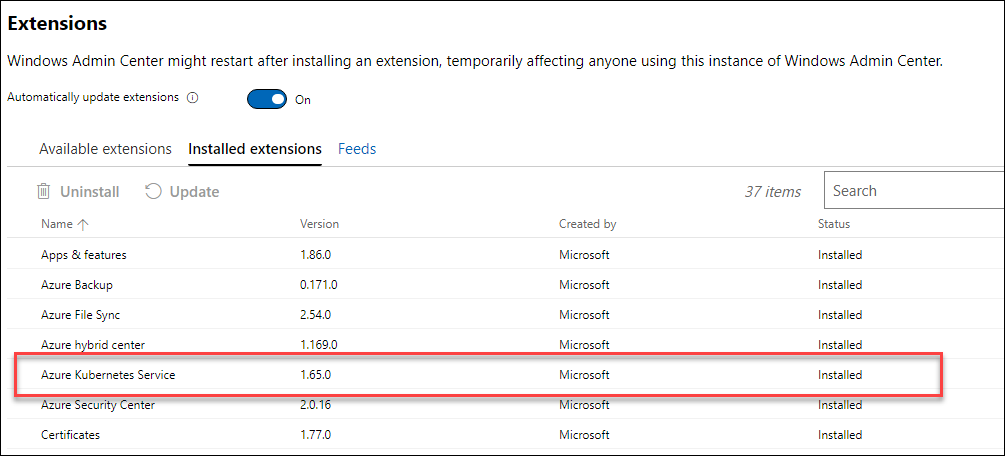 Extensions
Windows Admin Center might restart after installing an extension, temporarily affecting anyone using this instance of Windows Admin Center.
Automatically update extensions On
Available extensions Installed extensions Feeds
Uninstall Update 37 items Search
Name Version Created by Status
Apps & features 1.86.0 Microsoft Installed
Azure Backup 0.171.0 Microsoft Installed
Azure File Sync 2.54.0 Microsoft Installed
Azure hybrid center 1.169.0 Microsoft Installed
Azure Kubernetes Service 1.65.0 Microsoft Installed
Azure Security Center 2.0.16 Microsoft Installed
Certificates 1.77.0 Microsoft Installed